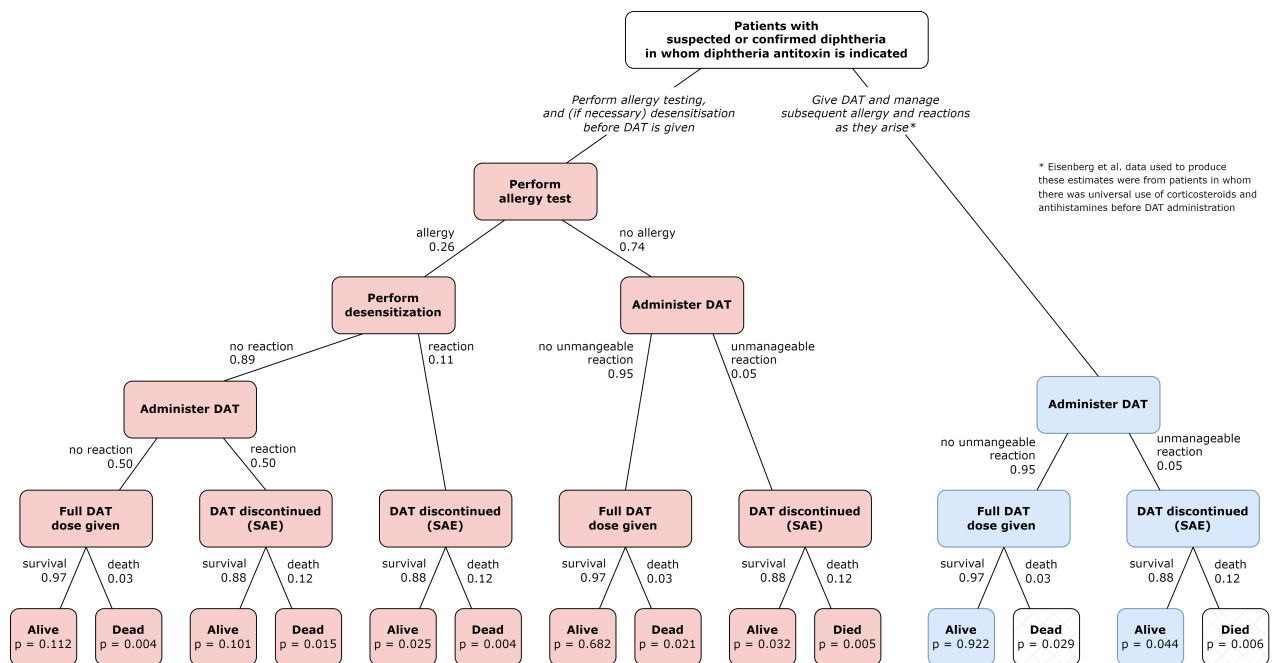 Patients with
suspected or confirmed diphtheria
in whom diphtheria antitoxin is indicated
Perform allergy testing,
and (if necessary) desensitisation
before DAT is given
Give DAT and manage
subsequent allergy and reactions
as they arise*
* Eisenberg et al. data used to produce
these estimates were from patients in whom
there was universal use of corticosteroids and
antihistamines before DAT administration
Perform
allergy test
allergy
0.26
no allergy
0.74
Perform
desensitization
Administer DAT
no reaction
0.89
reaction
0.11
no unmangeable
reaction
0.95
unmanageable
reaction
0.05
Administer DAT
Administer DAT
no reaction
0.50
reaction
0.50
no unmangeable
reaction
0.95
unmanageable
reaction
0.05
Full DAT
dose given
DAT discontinued
(SAE)
DAT discontinued
(SAE)
Full DAT
dose given
DAT discontinued
(SAE)
Full DAT
dose given
DAT discontinued
(SAE)
survival
0.97
death
0.03
survival
0.88
death
0.12
survival
0.88
death
0.12
survival
0.97
death
0.03
survival
0.88
death
0.12
survival
0.97
death
0.03
survival
0.88
death
0.12
Alive
p = 0.112
Dead
p = 0.004
Alive
p = 0.101
Dead
p = 0.015
Alive
p = 0.025
Dead
p = 0.004
Alive
p = 0.682
Dead
p = 0.021
Alive
p = 0.032
Died
p = 0.005
Alive
p = 0.922
Dead
p = 0.029
Alive
p = 0.044
Died
p = 0.006